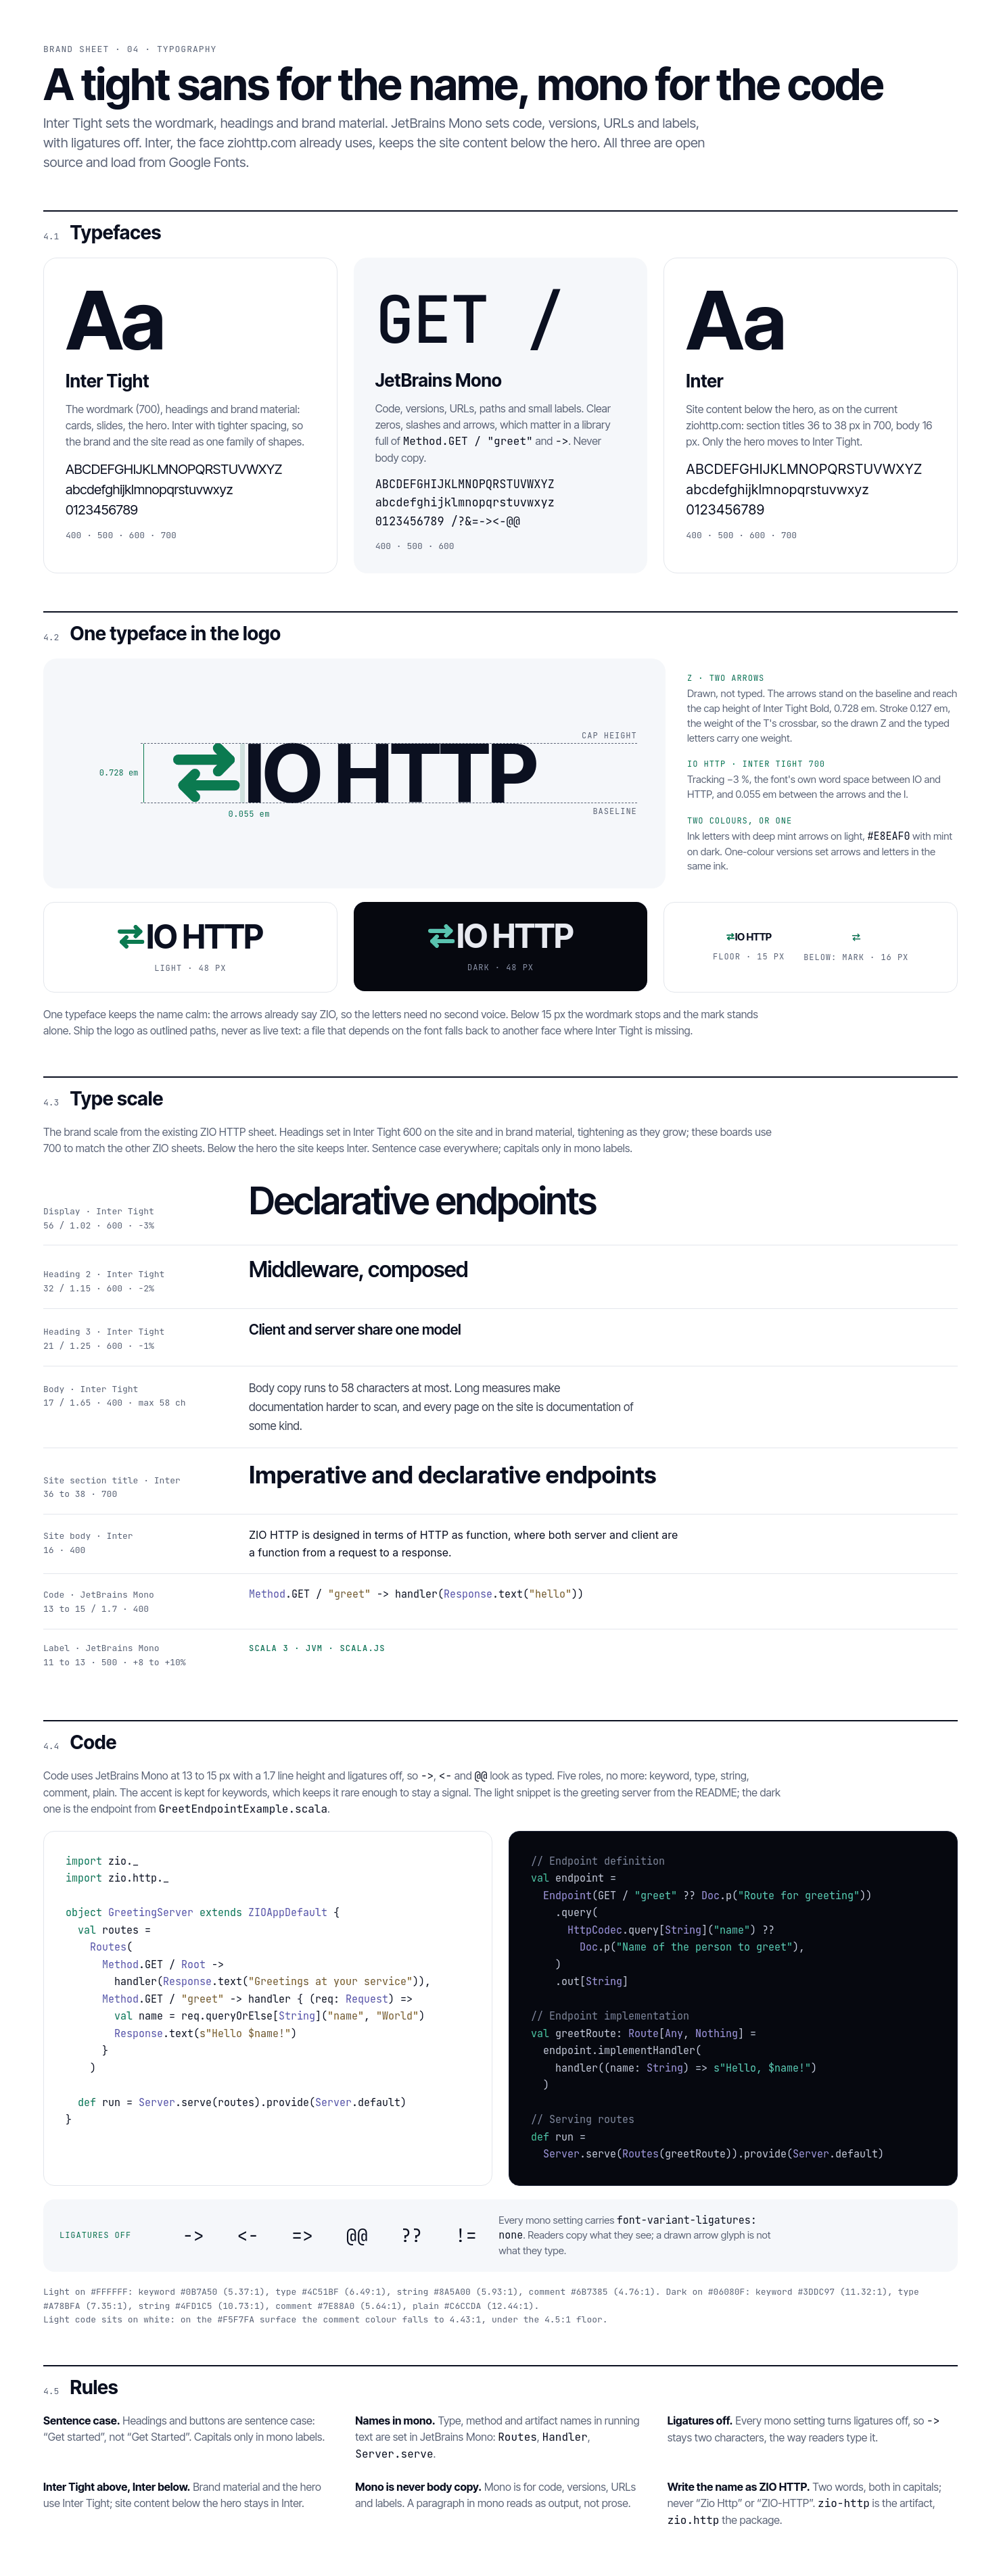 BRAND SHEET · 04 · TYPOGRAPHY
A tight sans for the name, mono for the code
Inter Tight sets the wordmark, headings and brand material. JetBrains Mono sets code, versions, URLs and labels,
with ligatures off. Inter, the face ziohttp.com already uses, keeps the site content below the hero. All three are open
source and load from Google Fonts.
4.1 Typefaces
Aa
Inter Tight
The wordmark (700), headings and brand material:
cards, slides, the hero. Inter with tighter spacing, so
the brand and the site read as one family of shapes.
ABCDEFGHIJKLMNOPQRSTUVWXYZ
abcdefghijklmnopqrstuvwxyz
0123456789
400 · 500 · 600 · 700
GET /
JetBrains Mono
Code, versions, URLs, paths and small labels. Clear
zeros, slashes and arrows, which matter in a library
full of Method.GET / "greet" and ->. Never
body copy.
ABCDEFGHIJKLMNOPQRSTUVWXYZ
abcdefghijklmnopqrstuvwxyz
0123456789 /?&=-><-@@
400 · 500 · 600
Aa
Inter
Site content below the hero, as on the current
ziohttp.com: section titles 36 to 38 px in 700, body 16
px. Only the hero moves to Inter Tight.
ABCDEFGHIJKLMNOPQRSTUVWXYZ
abcdefghijklmnopqrstuvwxyz
0123456789
400 · 500 · 600 · 700
4.2 One typeface in the logo
CAP HEIGHT
0.728 em
IO HTTP
0.055 em
BASELINE
Z · TWO ARROWS
Drawn, not typed. The arrows stand on the baseline and reach
the cap height of Inter Tight Bold, 0.728 em. Stroke 0.127 em,
the weight of the T's crossbar, so the drawn Z and the typed
letters carry one weight.
IO HTTP · INTER TIGHT 700
Tracking −3 %, the font's own word space between IO and
HTTP, and 0.055 em between the arrows and the I.
TWO COLOURS, OR ONE
Ink letters with deep mint arrows on light, #E8EAF0 with mint
on dark. One-colour versions set arrows and letters in the
same ink.
IO HTTP
LIGHT · 48 PX
IO HTTP
DARK · 48 PX
IO HTTP
FLOOR · 15 PX
BELOW: MARK · 16 PX
One typeface keeps the name calm: the arrows already say ZIO, so the letters need no second voice. Below 15 px the wordmark stops and the mark stands
alone. Ship the logo as outlined paths, never as live text: a file that depends on the font falls back to another face where Inter Tight is missing.
4.3 Type scale
The brand scale from the existing ZIO HTTP sheet. Headings set in Inter Tight 600 on the site and in brand material, tightening as they grow; these boards use
700 to match the other ZIO sheets. Below the hero the site keeps Inter. Sentence case everywhere; capitals only in mono labels.
Display · Inter Tight
56 / 1.02 · 600 · -3%
Declarative endpoints
Heading 2 · Inter Tight
32 / 1.15 · 600 · -2%
Middleware, composed
Heading 3 · Inter Tight
21 / 1.25 · 600 · -1%
Client and server share one model
Body · Inter Tight
17 / 1.65 · 400 · max 58 ch
Body copy runs to 58 characters at most. Long measures make
documentation harder to scan, and every page on the site is documentation of
some kind.
Site section title · Inter
36 to 38 · 700
Imperative and declarative endpoints
Site body · Inter
16 · 400
ZIO HTTP is designed in terms of HTTP as function, where both server and client are
a function from a request to a response.
Code · JetBrains Mono
13 to 15 / 1.7 · 400
Method.GET / "greet" -> handler(Response.text("hello"))
Label · JetBrains Mono
11 to 13 · 500 · +8 to +10%
SCALA 3 · JVM · SCALA.JS
4.4 Code
Code uses JetBrains Mono at 13 to 15 px with a 1.7 line height and ligatures off, so ->, <- and @@ look as typed. Five roles, no more: keyword, type, string,
comment, plain. The accent is kept for keywords, which keeps it rare enough to stay a signal. The light snippet is the greeting server from the README; the dark
one is the endpoint from GreetEndpointExample.scala.
import zio._
import zio.http._
object GreetingServer extends ZIOAppDefault {
val routes =
Routes(
Method.GET / Root ->
handler(Response.text("Greetings at your service")),
Method.GET / "greet" -> handler { (req: Request) =>
val name = req.queryOrElse[String]("name", "World")
Response.text(s"Hello $name!")
}
)
def run = Server.serve(routes).provide(Server.default)
}
// Endpoint definition
val endpoint =
Endpoint(GET / "greet" ?? Doc.p("Route for greeting"))
.query(
HttpCodec.query[String]("name") ??
Doc.p("Name of the person to greet"),
)
.out[String]
// Endpoint implementation
val greetRoute: Route[Any, Nothing] =
endpoint.implementHandler(
handler((name: String) => s"Hello, $name!")
)
// Serving routes
def run =
Server.serve(Routes(greetRoute)).provide(Server.default)
LIGATURES OFF
-> <- => @@ ?? !=
Every mono setting carries font-variant-ligatures:
none. Readers copy what they see; a drawn arrow glyph is not
what they type.
Light on #FFFFFF: keyword #0B7A50 (5.37:1), type #4C51BF (6.49:1), string #8A5A00 (5.93:1), comment #6B7385 (4.76:1). Dark on #06080F: keyword #3DDC97 (11.32:1), type
#A78BFA (7.35:1), string #4FD1C5 (10.73:1), comment #7E88A0 (5.64:1), plain #C6CCDA (12.44:1).
Light code sits on white: on the #F5F7FA surface the comment colour falls to 4.43:1, under the 4.5:1 floor.
4.5 Rules
Sentence case. Headings and buttons are sentence case:
“Get started”, not “Get Started”. Capitals only in mono labels.
Names in mono. Type, method and artifact names in running
text are set in JetBrains Mono: Routes, Handler,
Server.serve.
Ligatures off. Every mono setting turns ligatures off, so ->
stays two characters, the way readers type it.
Inter Tight above, Inter below. Brand material and the hero
use Inter Tight; site content below the hero stays in Inter.
Mono is never body copy. Mono is for code, versions, URLs
and labels. A paragraph in mono reads as output, not prose.
Write the name as ZIO HTTP. Two words, both in capitals;
never “Zio Http” or “ZIO-HTTP”. zio-http is the artifact,
zio.http the package.